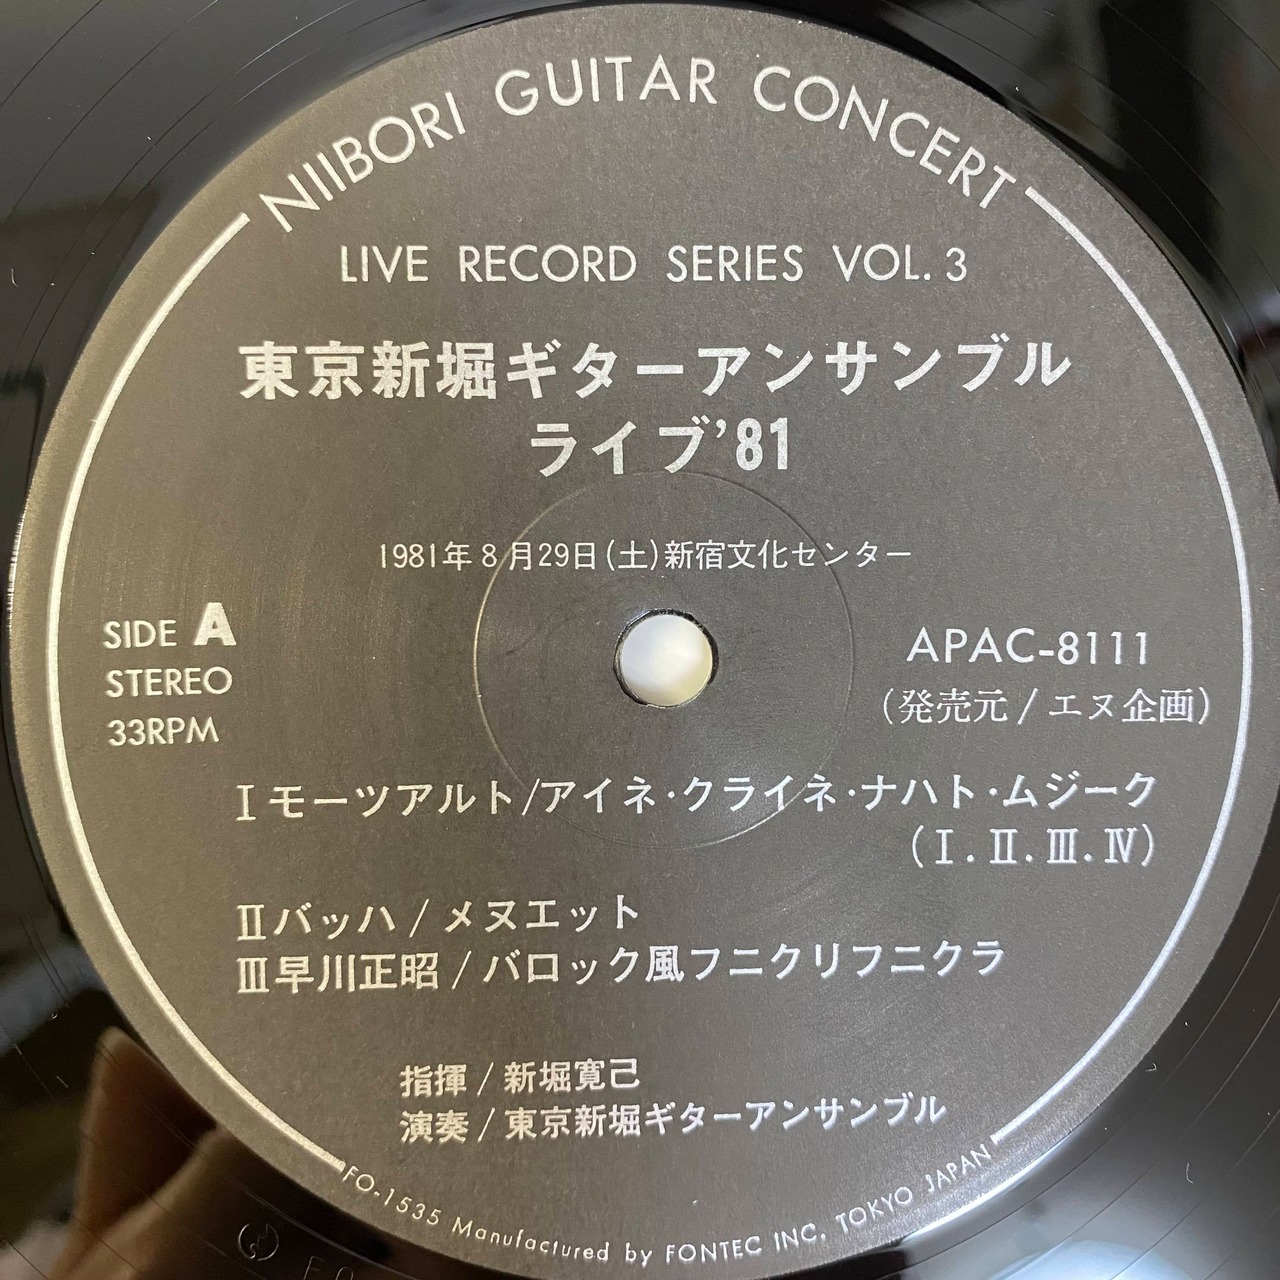 NIIBORI GUITAR CONCERT
LIVE RECORD SERIES VOL. 3
東京新堀ギターアンサンブル
ライブ'81
1981年8月29日(土)新宿文化センター
SIDE A
STEREO
33RPM
APAC-8111
(発売元/エヌ企画)
Ⅰモーツアルト/アイネ・クライネ・ナハト・ムジーク
(Ⅰ.Ⅱ.Ⅲ.Ⅳ)
Ⅱバッハ/メヌエット
Ⅲ早川正昭/バロック風フニクリフニクラ
指揮/新堀寛己
演奏/東京新堀ギターアンサンブル
FO-1535 Manufactured by FONTEC INC. TOKYO JAPAN